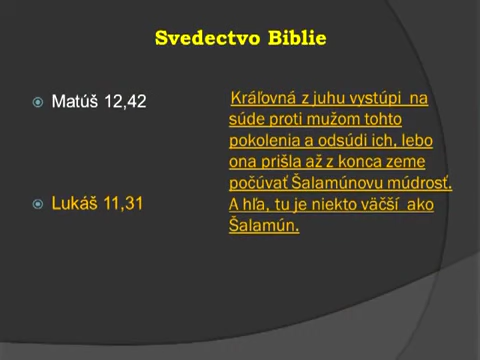 Svedectvo Biblie
Matúš 12,42
Lukáš 11,31
Kráľovná z juhu vystúpi na
súde proti mužom tohto
pokolenia a odsúdi ich, lebo
ona prišla až z konca zeme
počúvať Šalamúnovu múdrosť.
A hľa, tu je niekto väčší ako
Šalamún.